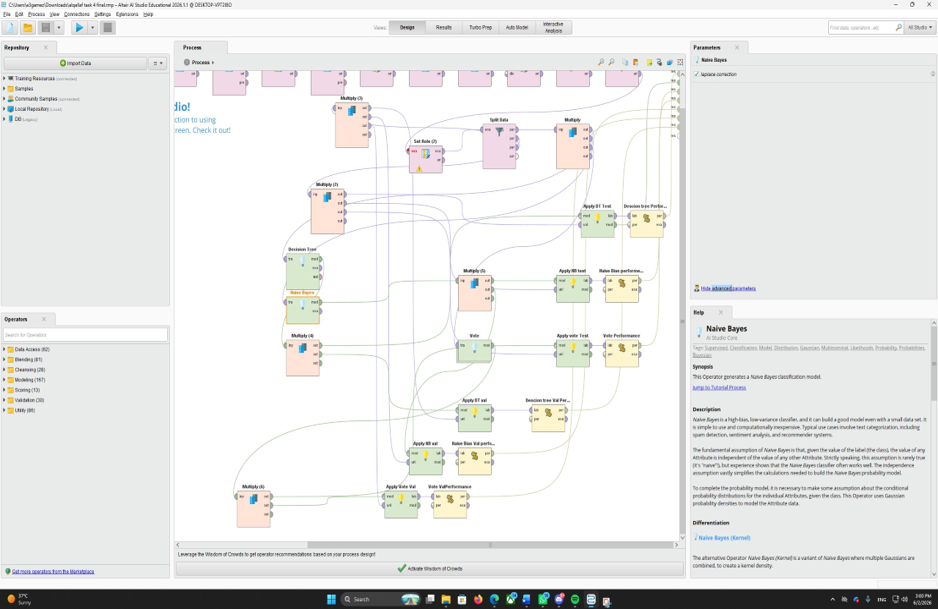 C:\Users\a3gamez\Downloads\alqallaf task 4 final.rmp – Altair AI Studio Educational 2026.1.1 @ DESKTOP-VPT28IO
File Edit Process View Connections Settings Extensions Help
Views: Design Results Turbo Prep Auto Model Interactive Analysis
Find data, operators...etc
All Studio
Repository
Import Data
Training Resources (connected)
Samples
Community Samples (connected)
Local Repository (Local)
DB (Legacy)
Operators
Search for Operators
Data Access (62)
Blending (81)
Cleansing (28)
Modeling (167)
Scoring (13)
Validation (30)
Utility (86)
Get more operators from the Marketplace
Process
Process
dio!
ction to using
creen. Check it out!
Multiply (3)
Set Role (2)
Split Data
Multiply
Multiply (2)
Apply DT Test
Descion tree Perfor...
Decision Tree
Naive Bayes
Multiply (5)
Apply BB test
Naive Bias performe...
Multiply (4)
Vote
Apply vote Test
Vote Performance
Apply DT val
Descion tree Val Per...
Apply BB val
Naive Bias Val perfo...
Multiply (6)
Apply Vote Val
Vote ValPerformance
Leverage the Wisdom of Crowds to get operator recommendations based on your process design!
Activate Wisdom of Crowds
Parameters
Naive Bayes
laplace correction
Hide advanced parameters
Help
Naive Bayes
AI Studio Core
Tags: Supervised, Classification, Model, Distribution, Gaussian, Multinomial, Likelihoods, Probability, Probabilities,
Bayesian
Synopsis
This Operator generates a Naive Bayes classification model.
Jump to Tutorial Process
Description
Naive Bayes is a high-bias, low-variance classifier, and it can build a good model even with a small data set. It
is simple to use and computationally inexpensive. Typical use cases involve text categorization, including
spam detection, sentiment analysis, and recommender systems.
The fundamental assumption of Naive Bayes is that, given the value of the label (the class), the value of any
Attribute is independent of the value of any other Attribute. Strictly speaking, this assumption is rarely true
(it's "naive"!), but experience shows that the Naive Bayes classifier often works well. The independence
assumption vastly simplifies the calculations needed to build the Naive Bayes probability model.
To complete the probability model, it is necessary to make some assumption about the conditional
probability distributions for the individual Attributes, given the class. This Operator uses Gaussian
probability densities to model the Attribute data.
Differentiation
Naive Bayes (Kernel)
The alternative Operator Naive Bayes (Kernel) is a variant of Naive Bayes where multiple Gaussians are
combined, to create a kernel density.
37°C
Sunny
Search
ENG
3:00 PM
6/2/2026